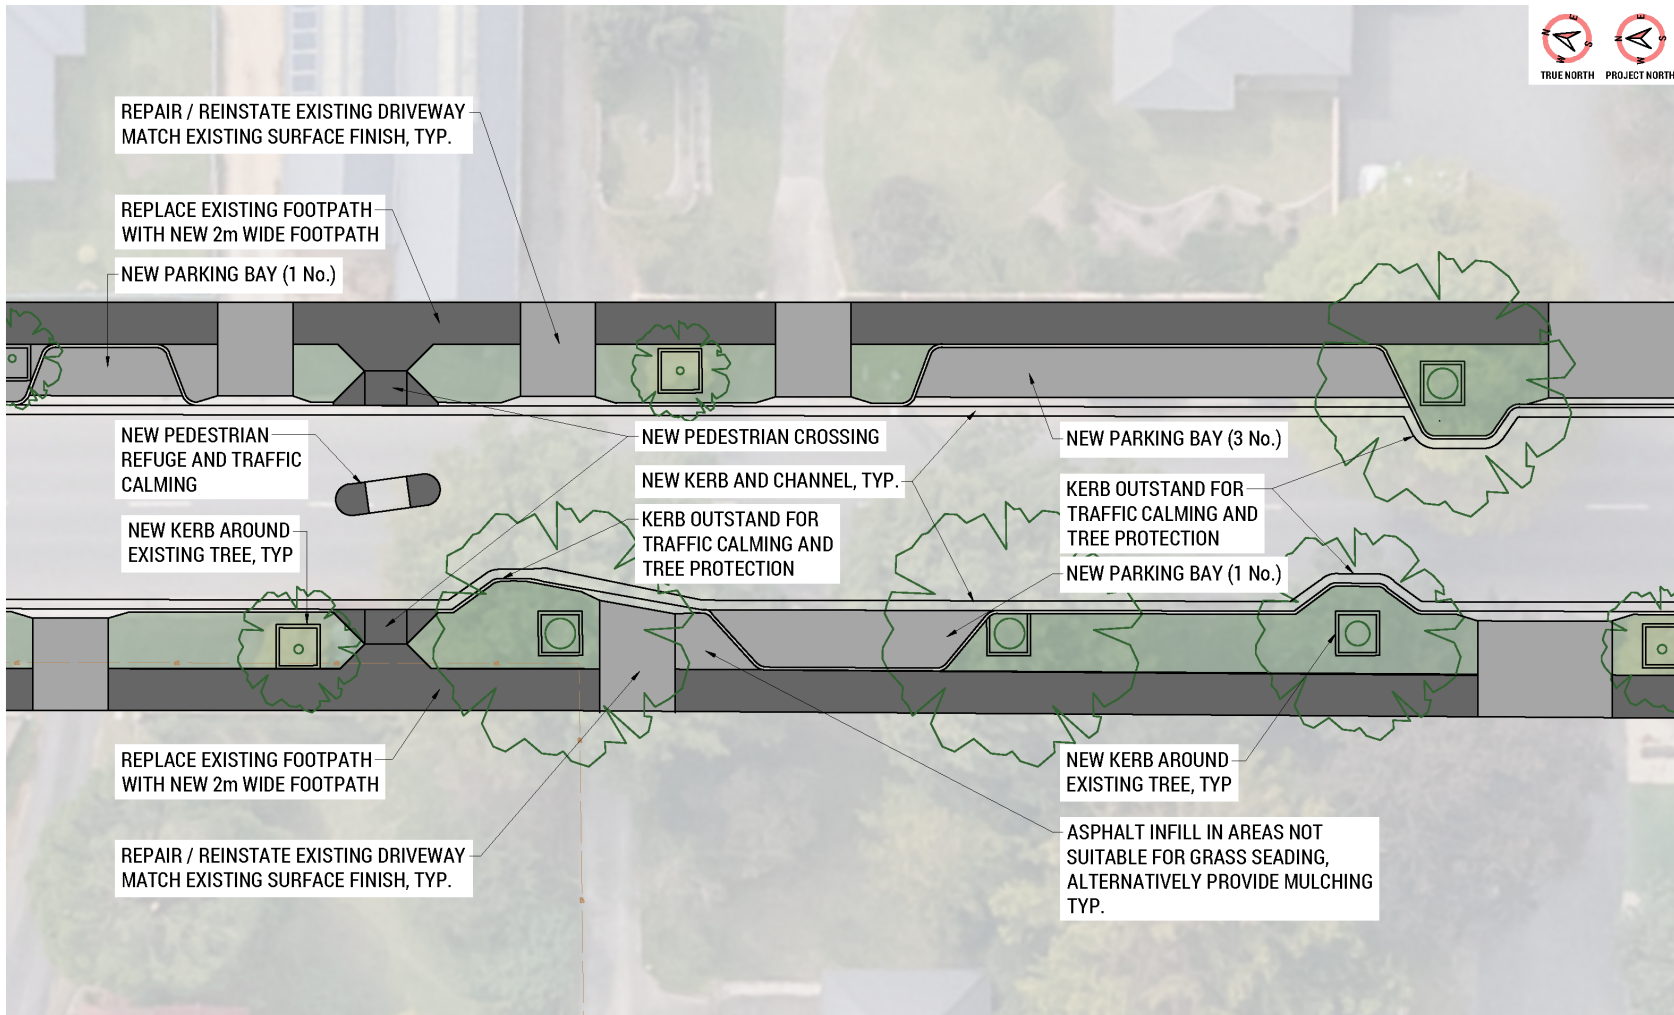 N
E
S
W
TRUE NORTH
N
E
S
W
PROJECT NORTH
REPAIR / REINSTATE EXISTING DRIVEWAY
MATCH EXISTING SURFACE FINISH, TYP.
REPLACE EXISTING FOOTPATH
WITH NEW 2m WIDE FOOTPATH
NEW PARKING BAY (1 No.)
NEW PEDESTRIAN
REFUGE AND TRAFFIC
CALMING
NEW KERB AROUND
EXISTING TREE, TYP
NEW PEDESTRIAN CROSSING
NEW KERB AND CHANNEL, TYP.
KERB OUTSTAND FOR
TRAFFIC CALMING AND
TREE PROTECTION
NEW PARKING BAY (3 No.)
KERB OUTSTAND FOR
TRAFFIC CALMING AND
TREE PROTECTION
NEW PARKING BAY (1 No.)
REPLACE EXISTING FOOTPATH
WITH NEW 2m WIDE FOOTPATH
REPAIR / REINSTATE EXISTING DRIVEWAY
MATCH EXISTING SURFACE FINISH, TYP.
NEW KERB AROUND
EXISTING TREE, TYP
ASPHALT INFILL IN AREAS NOT
SUITABLE FOR GRASS SEADING,
ALTERNATIVELY PROVIDE MULCHING
TYP.